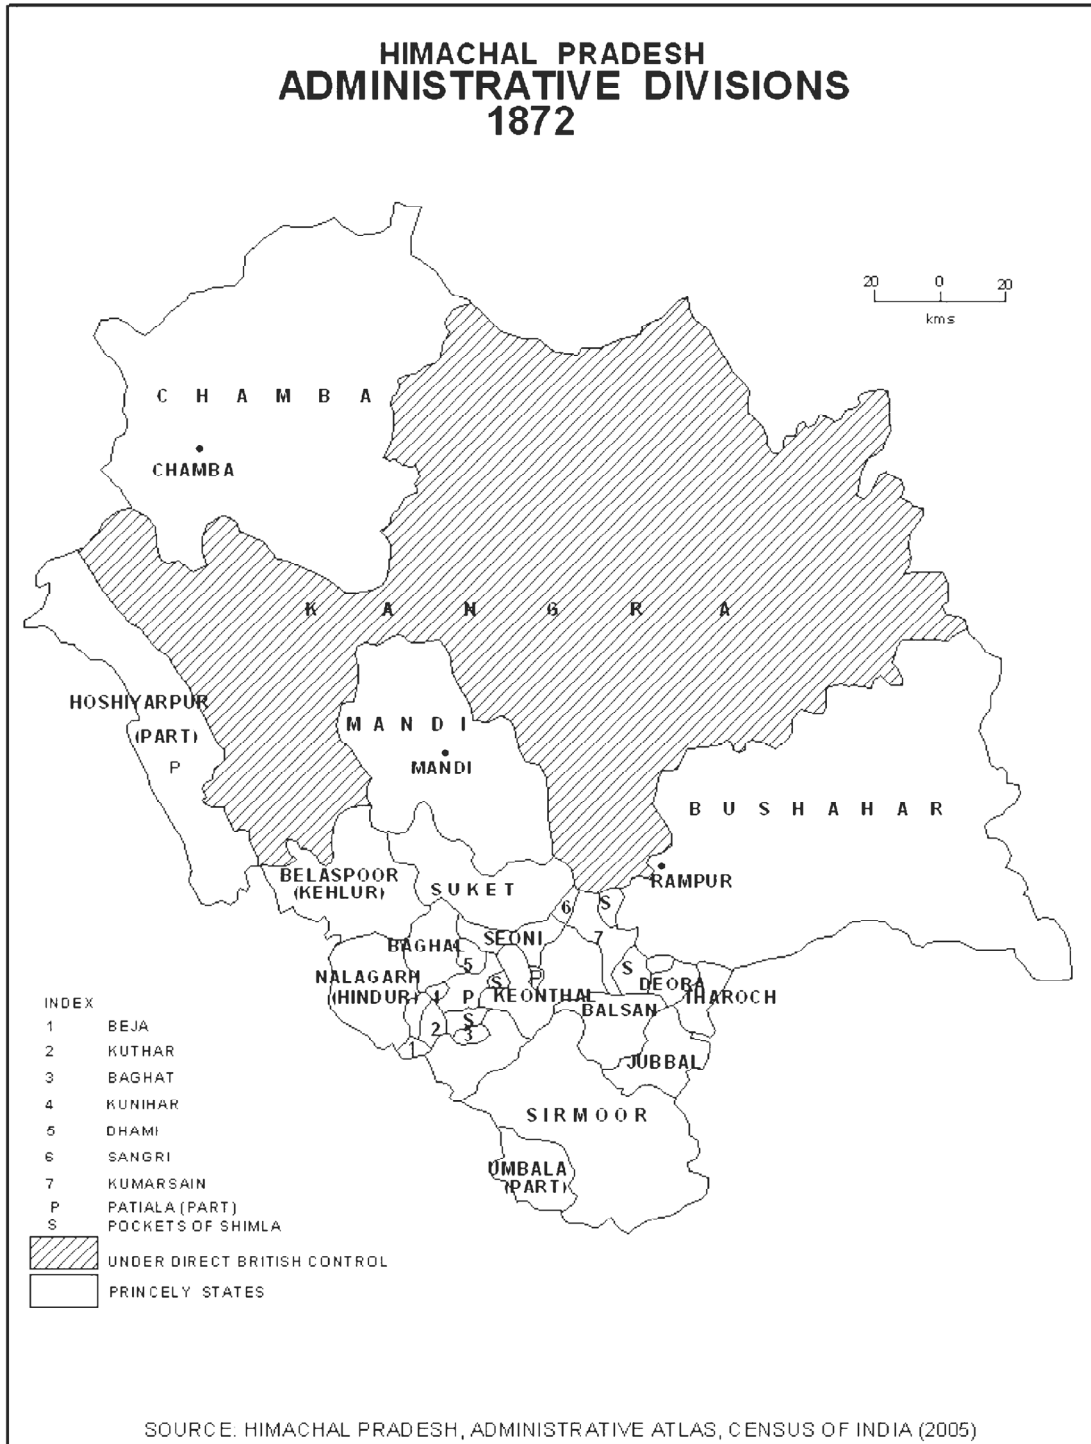 HIMACHAL PRADESH
ADMINISTRATIVE DIVISIONS
1872
20 0 20
kms
C H A M B A
CHAMBA
K A N G R A
HOSHIYARPUR
(PART)
P
M A N D I
MANDI
B U S H A H A R
RAMPUR
BELASPOOR
(KEHLUR)
SUKET
6
S
7
BAGHAL
SEONI
5
S
P
S
DEORA
THAROCH
NALAGARH
(HINDUR)
4
P
KEONTHAL
BALSAN
2
S
3
1
JUBBAL
SIRMOOR
UMBALA
(PART)
INDEX
1 BEJA
2 KUTHAR
3 BAGHAT
4 KUNIHAR
5 DHAMI
6 SANGRI
7 KUMARSAIN
P PATIALA (PART)
S POCKETS OF SHIMLA
UNDER DIRECT BRITISH CONTROL
PRINCELY STATES
SOURCE: HIMACHAL PRADESH, ADMINISTRATIVE ATLAS, CENSUS OF INDIA (2005)